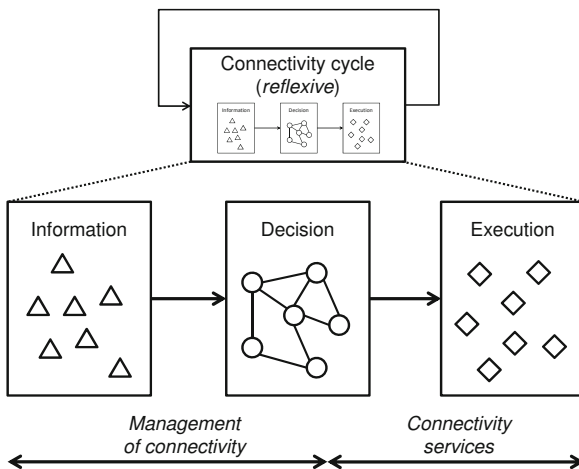 Connectivity cycle
(reflexive)
Information
Decision
Execution
Information
Decision
Execution
Management
of connectivity
Connectivity
services